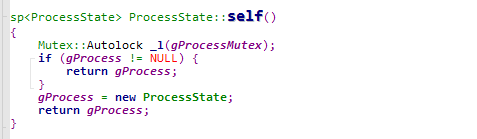 sp<ProcessState> ProcessState::self()
{
    Mutex::Autolock _l(gProcessMutex);
    if (gProcess != NULL) {
        return gProcess;
    }
    gProcess = new ProcessState;
    return gProcess;
}